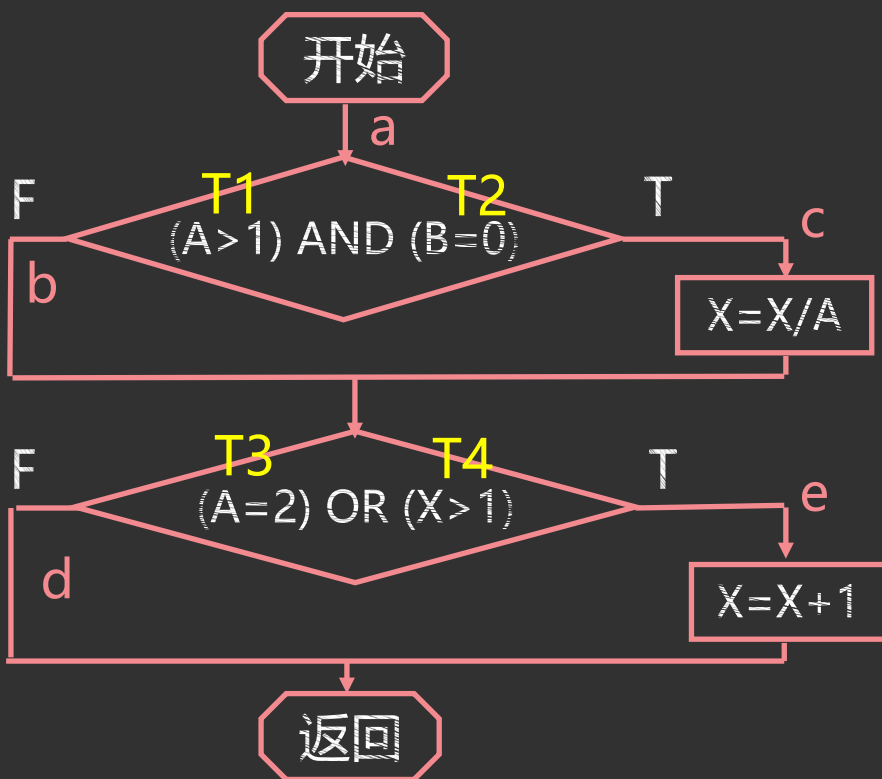 开始
a
T1 T2
F T
(A>1) AND (B=0)
c
b
X=X/A
T3 T4
F T
(A=2) OR (X>1)
e
d
X=X+1
返回